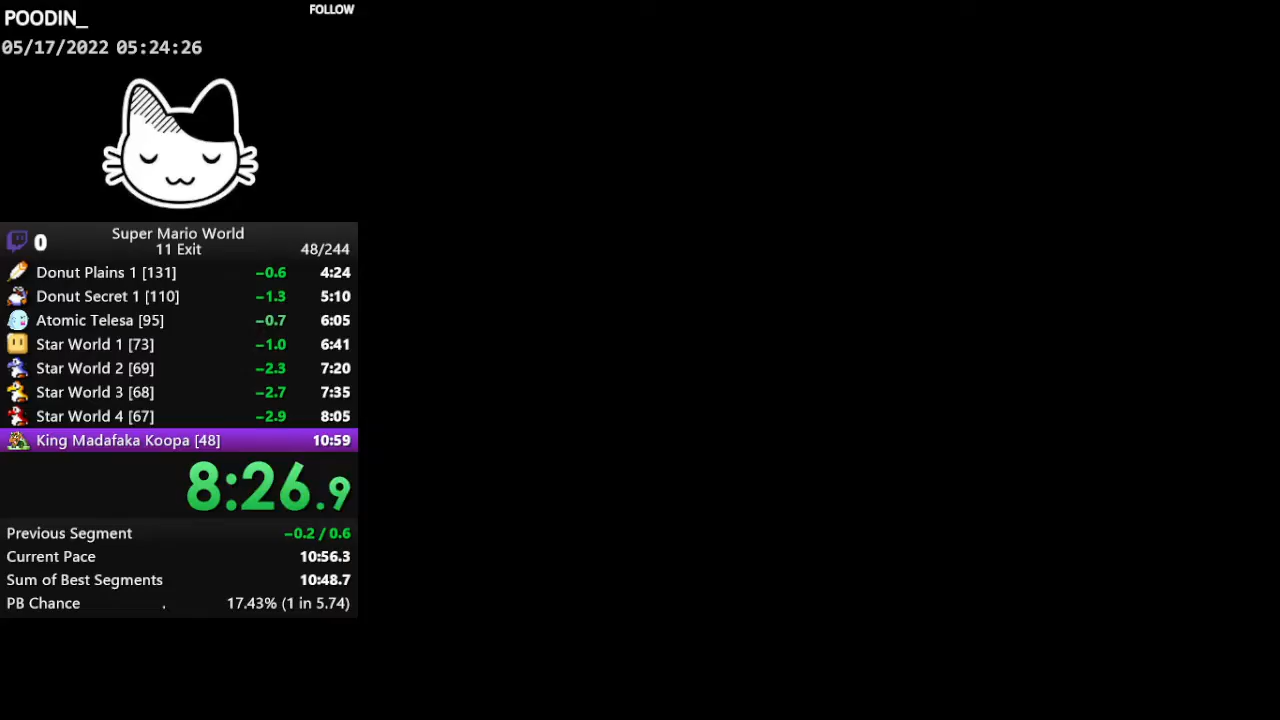 FOLLOW
POODIN_
05/17/2022 05:24:26
Super Mario World
0
11 Exit 48/244
Donut Plains 1 [131] -0.6 4:24
Donut Secret 1 [110] -1.3 5:10
Atomic Telesa [95] -0.7 6:05
Star World 1 [73] -1.0 6:41
Star World 2 [69] -2.3 7:20
Star World 3 [68] -2.7 7:35
Star World 4 [67] -2.9 8:05
King Madafaka Koopa [48] 10:59
8:26.9
Previous Segment -0.2 / 0.6
Current Pace 10:56.3
Sum of Best Segments 10:48.7
PB Chance . 17.43% (1 in 5.74)